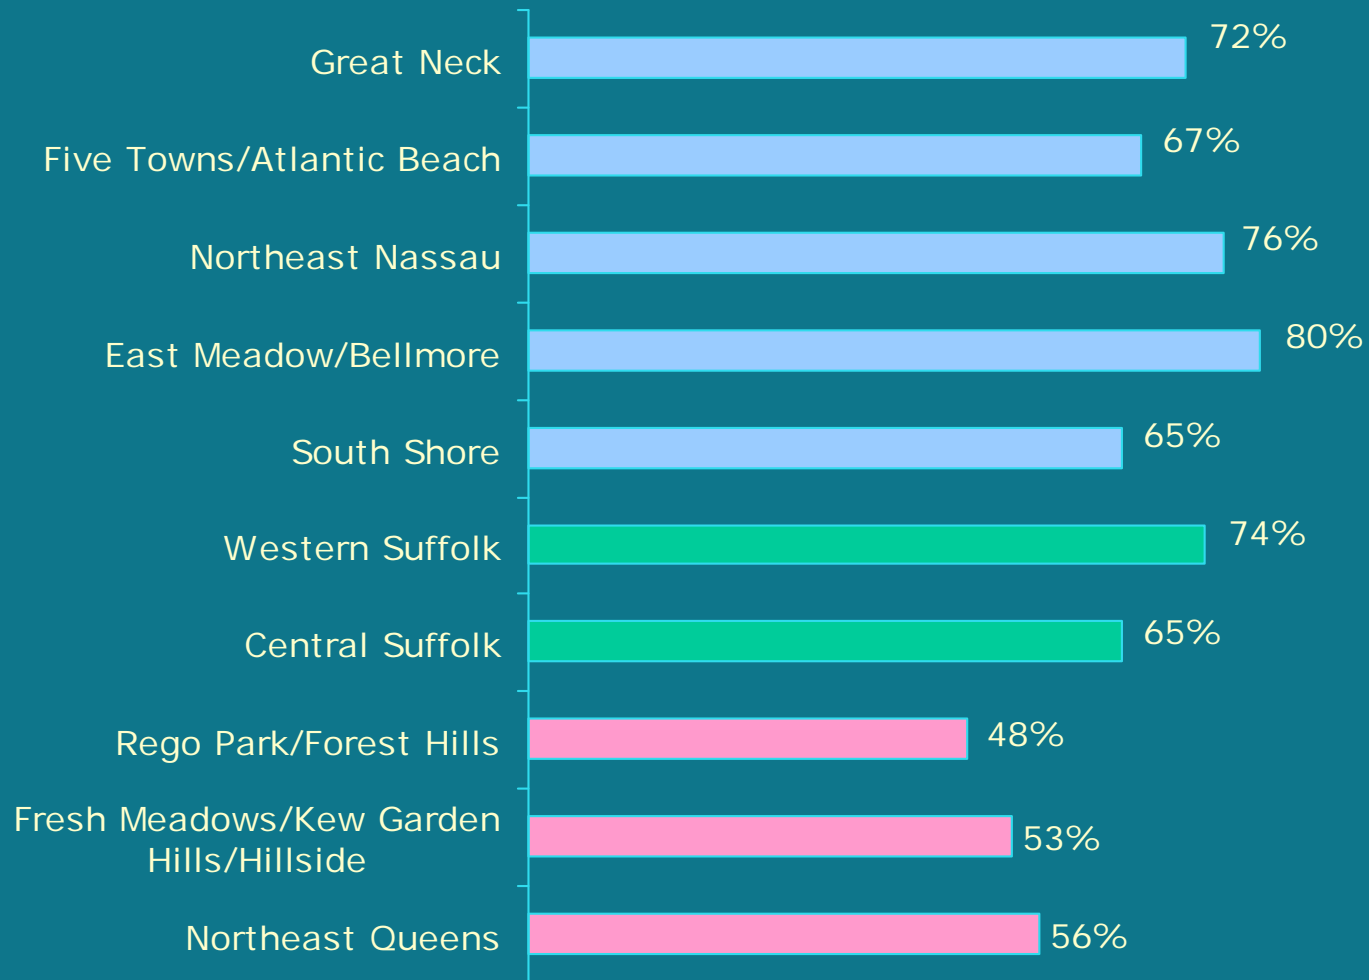 Great Neck 72%
Five Towns/Atlantic Beach 67%
Northeast Nassau 76%
East Meadow/Bellmore 80%
South Shore 65%
Western Suffolk 74%
Central Suffolk 65%
Rego Park/Forest Hills 48%
Fresh Meadows/Kew Garden
Hills/Hillside 53%
Northeast Queens 56%